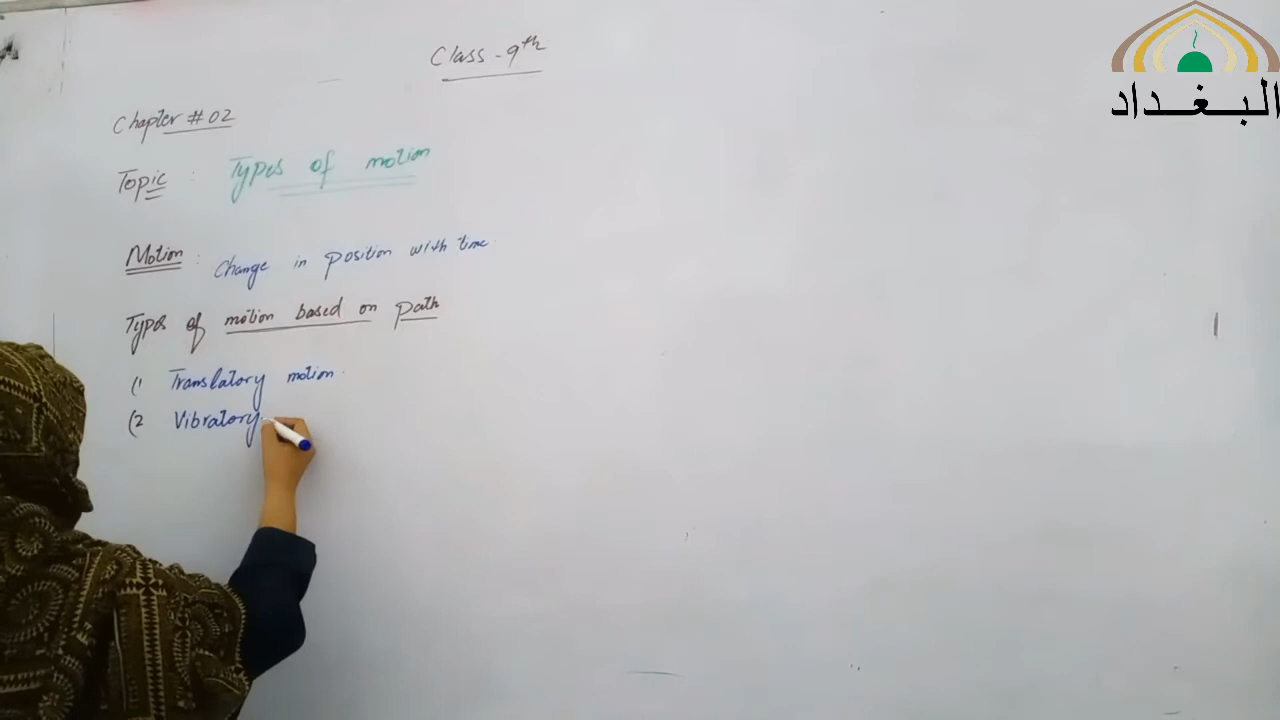 Class - 9th
البغداد
Chapter # 02
Topic : Types of motion
Motion : Change in position with time.
Types of motion based on path
(1 Translatory motion.
(2 Vibratory